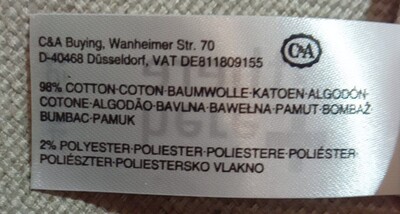 C&A Buying, Wanheimer Str. 70
D-40468 Düsseldorf, VAT DE811809155
C&A
98% COTTON-COTON-BAUMWOLLE-KATOEN-ALGODÓN-
COTONE-ALGODÃO-BAVLNA-BAWEŁNA-PAMUT-BOMBAŽ-
BUMBAC-PAMUK
2% POLYESTER-POLIESTER-POLIESTERE-POLIÉSTER-
POLIÉSZTER-POLIESTERSKO VLAKNO